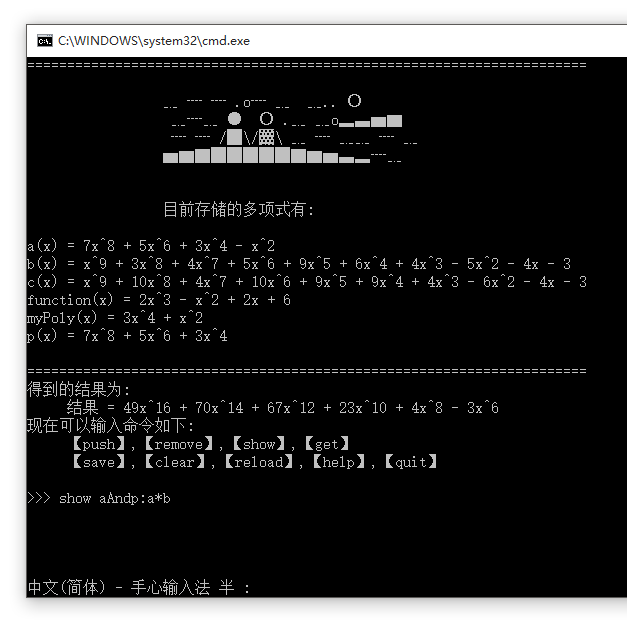 C:\WINDOWS\system32\cmd.exe
目前存储的多项式有:
a(x) = 7x^8 + 5x^6 + 3x^4 - x^2
b(x) = x^9 + 3x^8 + 4x^7 + 5x^6 + 9x^5 + 6x^4 + 4x^3 - 5x^2 - 4x - 3
c(x) = x^9 + 10x^8 + 4x^7 + 10x^6 + 9x^5 + 9x^4 + 4x^3 - 6x^2 - 4x - 3
function(x) = 2x^3 - x^2 + 2x + 6
myPoly(x) = 3x^4 + x^2
p(x) = 7x^8 + 5x^6 + 3x^4
得到的结果为:
结果 = 49x^16 + 70x^14 + 67x^12 + 23x^10 + 4x^8 - 3x^6
现在可以输入命令如下:
【push】,【remove】,【show】,【get】
【save】,【clear】,【reload】,【help】,【quit】
>>> show aAndp:a*b
中文(简体) - 手心输入法 半 :